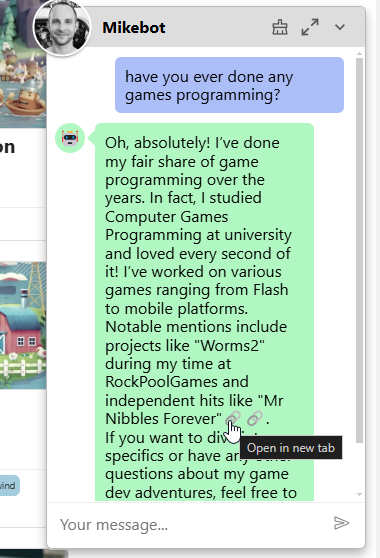 Mikebot
on
have you ever done any
games programming?
Oh, absolutely! I've done
my fair share of game
programming over the
years. In fact, I studied
Computer Games
Programming at university
and loved every second of
it! I've worked on various
games ranging from Flash
to mobile platforms.
Notable mentions include
projects like "Worms2"
during my time at
RockPoolGames and
independent hits like "Mr
Nibbles Forever" 🔗 🔗 .
If you want to
Open in new tab
specifics or have any other
questions about my game
wind
dev adventures, feel free to
Your message...